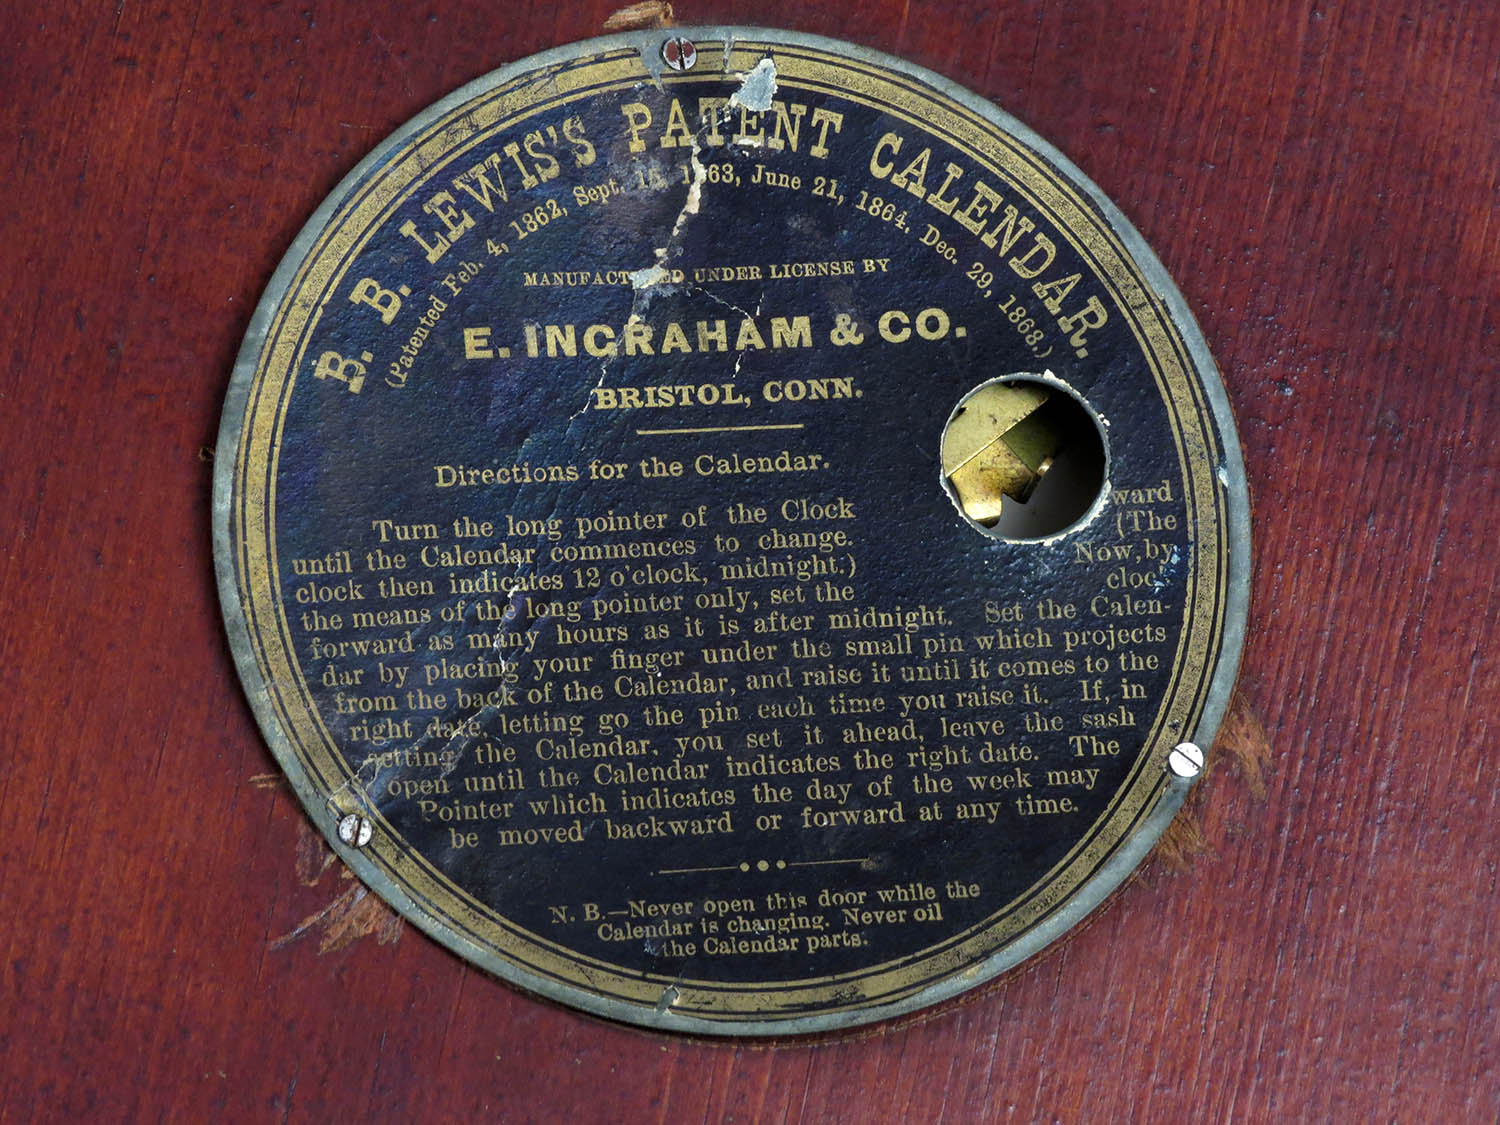 B. B. LEWIS'S PATENT CALENDAR.
(Patented Feb. 4, 1862, Sept. 1863, June 21, 1864, Dec. 29, 1868.)
MANUFACTURED UNDER LICENSE BY
E. INGRAHAM & CO.
BRISTOL, CONN.
Directions for the Calendar.
Turn the long pointer of the Clock ward
until the Calendar commences to change. (The
clock then indicates 12 o'clock, midnight.) Now, by
the means of the long pointer only, set the clock
forward as many hours as it is after midnight. Set the Calen-
dar by placing your finger under the small pin which projects
from the back of the Calendar, and raise it until it comes to the
right date, letting go the pin each time you raise it. If, in
setting the Calendar, you set it ahead, leave the sash
open until the Calendar indicates the right date. The
Pointer which indicates the day of the week may
be moved backward or forward at any time.
N. B.—Never open this door while the
Calendar is changing. Never oil
the Calendar parts.